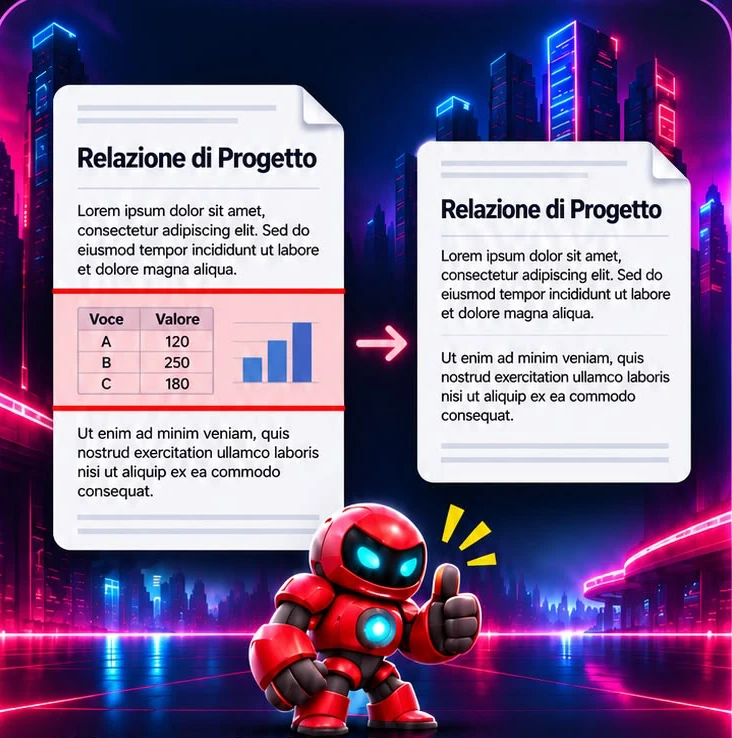 Relazione di Progetto
Lorem ipsum dolor sit amet,
consectetur adipiscing elit. Sed do
eiusmod tempor incididunt ut labore
et dolore magna aliqua.
Voce Valore
A 120
B 250
C 180
Ut enim ad minim veniam, quis
nostrud exercitation ullamco laboris
nisi ut aliquip ex ea commodo
consequat.
Relazione di Progetto
Lorem ipsum dolor sit amet,
consectetur adipiscing elit. Sed do
eiusmod tempor incididunt ut labore
et dolore magna aliqua.
Ut enim ad minim veniam, quis
nostrud exercitation ullamco laboris
nisi ut aliquip ex ea commodo
consequat.